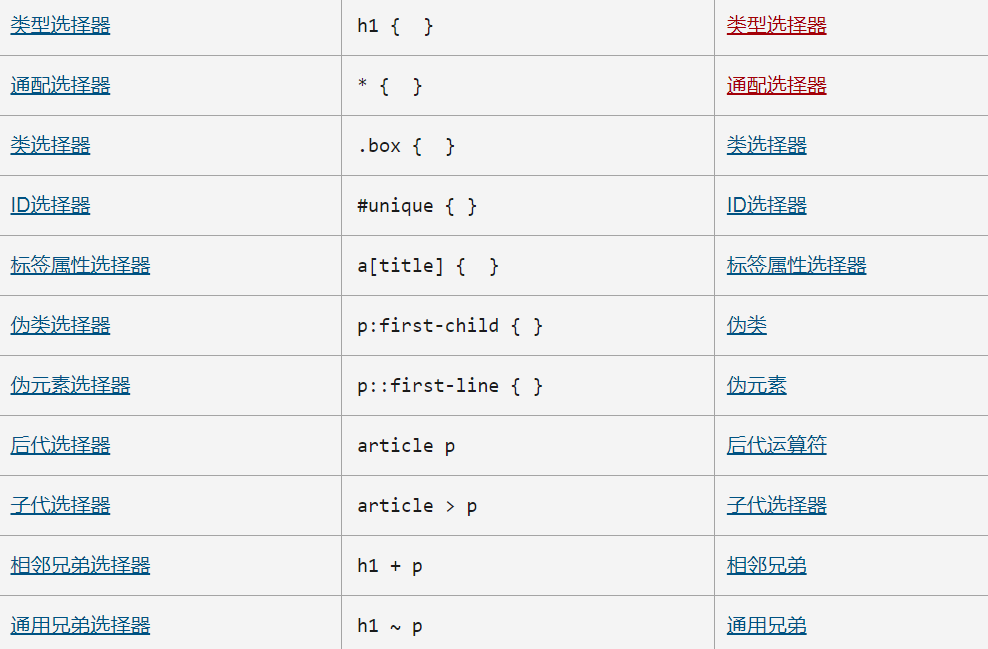 类型选择器 h1 {  } 类型选择器
通配选择器 * {  } 通配选择器
类选择器 .box {  } 类选择器
ID选择器 #unique { } ID选择器
标签属性选择器 a[title] {  } 标签属性选择器
伪类选择器 p:first-child { } 伪类
伪元素选择器 p::first-line { } 伪元素
后代选择器 article p 后代运算符
子代选择器 article > p 子代选择器
相邻兄弟选择器 h1 + p 相邻兄弟
通用兄弟选择器 h1 ~ p 通用兄弟